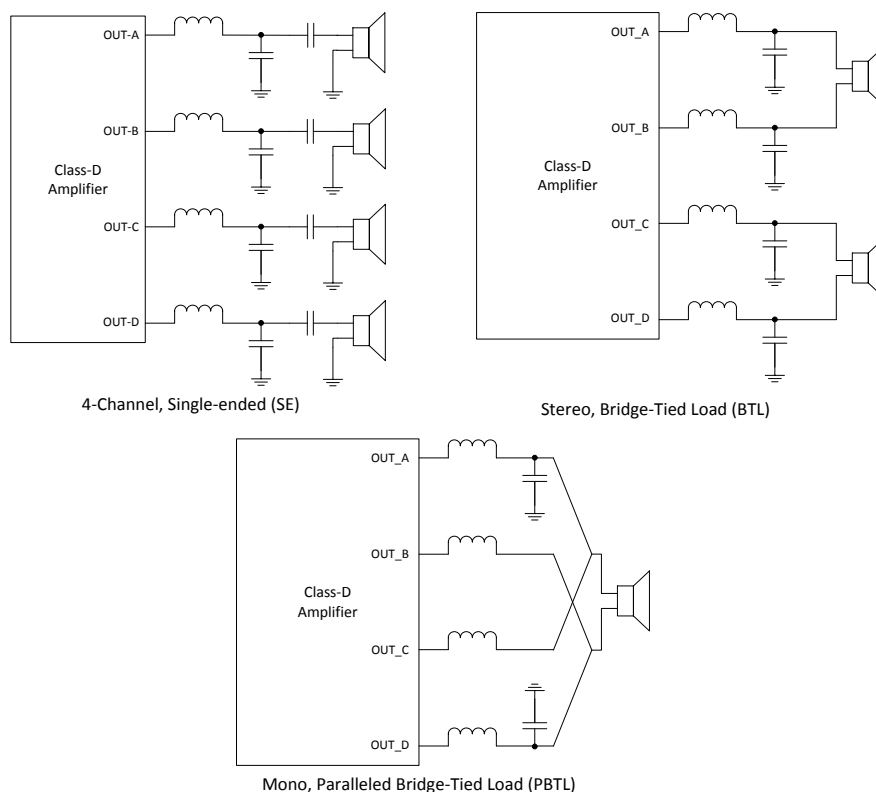 OUT-A
OUT-B
Class-D
Amplifier
OUT-C
OUT-D
4-Channel, Single-ended (SE)
OUT_A
OUT_B
Class-D
Amplifier
OUT_C
OUT_D
Stereo, Bridge-Tied Load (BTL)
OUT_A
OUT_B
Class-D
Amplifier
OUT_C
OUT_D
Mono, Paralleled Bridge-Tied Load (PBTL)